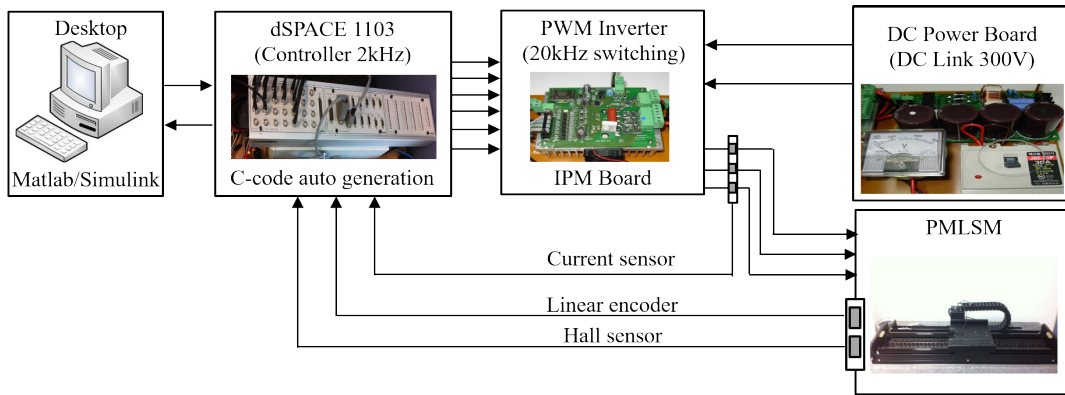 Desktop
Matlab/Simulink
dSPACE 1103
(Controller 2kHz)
C-code auto generation
PWM Inverter
(20kHz switching)
IPM Board
DC Power Board
(DC Link 300V)
V
30A
PMLSM
Current sensor
Linear encoder
Hall sensor